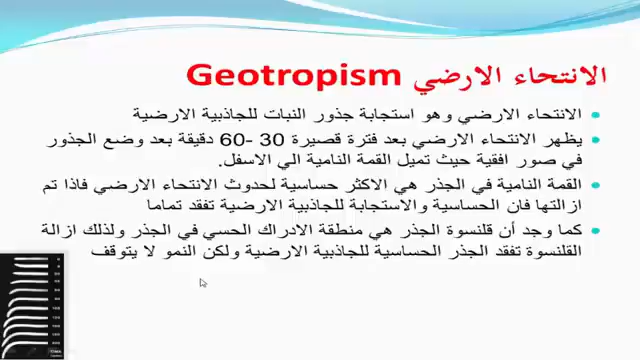 الانتحاء الارضي Geotropism
الانتحاء الارضي وهو استجابة جذور النبات للجاذبية الارضية
يظهر الانتحاء الارضي بعد فترة قصيرة 30 -60 دقيقة بعد وضع الجذور
في صور افقية حيث تميل القمة النامية الي الاسفل.
القمة النامية في الجذر هي الاكثر حساسية لحدوث الانتحاء الارضي فاذا تم
ازالتها فان الحساسية والاستجابة للجاذبية الارضية تفقد تماما
كما وجد أن قلنسوة الجذر هي منطقة الادراك الحسي في الجذر ولذلك ازالة
القلنسوة تفقد الجذر الحساسية للجاذبية الارضية ولكن النمو لا يتوقف